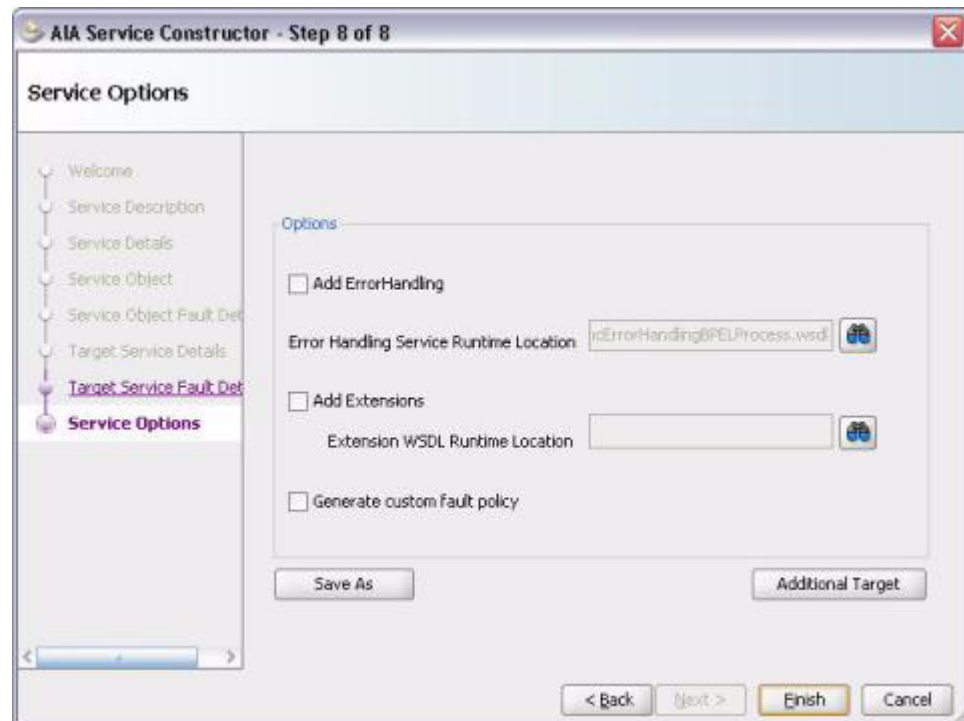 AIA Service Constructor - Step 8 of 8
Service Options
Welcome
Service Description
Service Details
Service Object
Service Object Fault Det
Target Service Details
Target Service Fault Det
Service Options
Options
Add ErrorHandling
Error Handling Service Runtime Location
cErrorHandlingBPELProcess.wsdl
Add Extensions
Extension WSDL Runtime Location
Generate custom fault policy
Save As
Additional Target
< Back
Next >
Finish
Cancel